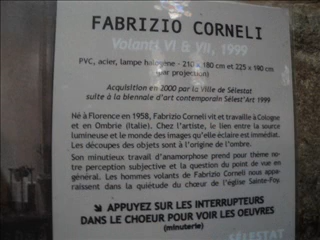 FABRIZIO CORNELI
Volants VI & VII, 1999
PVC, acier, lampe halogène - 210 x 180 cm et 225 x 190 cm
(par projection)
Acquisition en 2000 par la Ville de Sélestat
suite à la biennale d'art contemporain Sélest'Art 1999
Né à Florence en 1958, Fabrizio Corneli vit et travaille à Cologne
et en Ombrie (Italie). Chez l'artiste, le lien entre la source
lumineuse et le monde des images qu'elle crée est immédiat.
Les découpes des objets sont à l'origine de l'ombre.
Son minutieux travail d'anamorphose prend pour thème no-
tre perception subjective et la question du point de vue en
général. Les hommes volants de Fabrizio Corneli nous appa-
raissent dans la quiétude du chœur de l'église Sainte-Foy.
↘ APPUYEZ SUR LES INTERRUPTEURS
DANS LE CHOEUR POUR VOIR LES OEUVRES
(minuterie)
SÉLESTAT